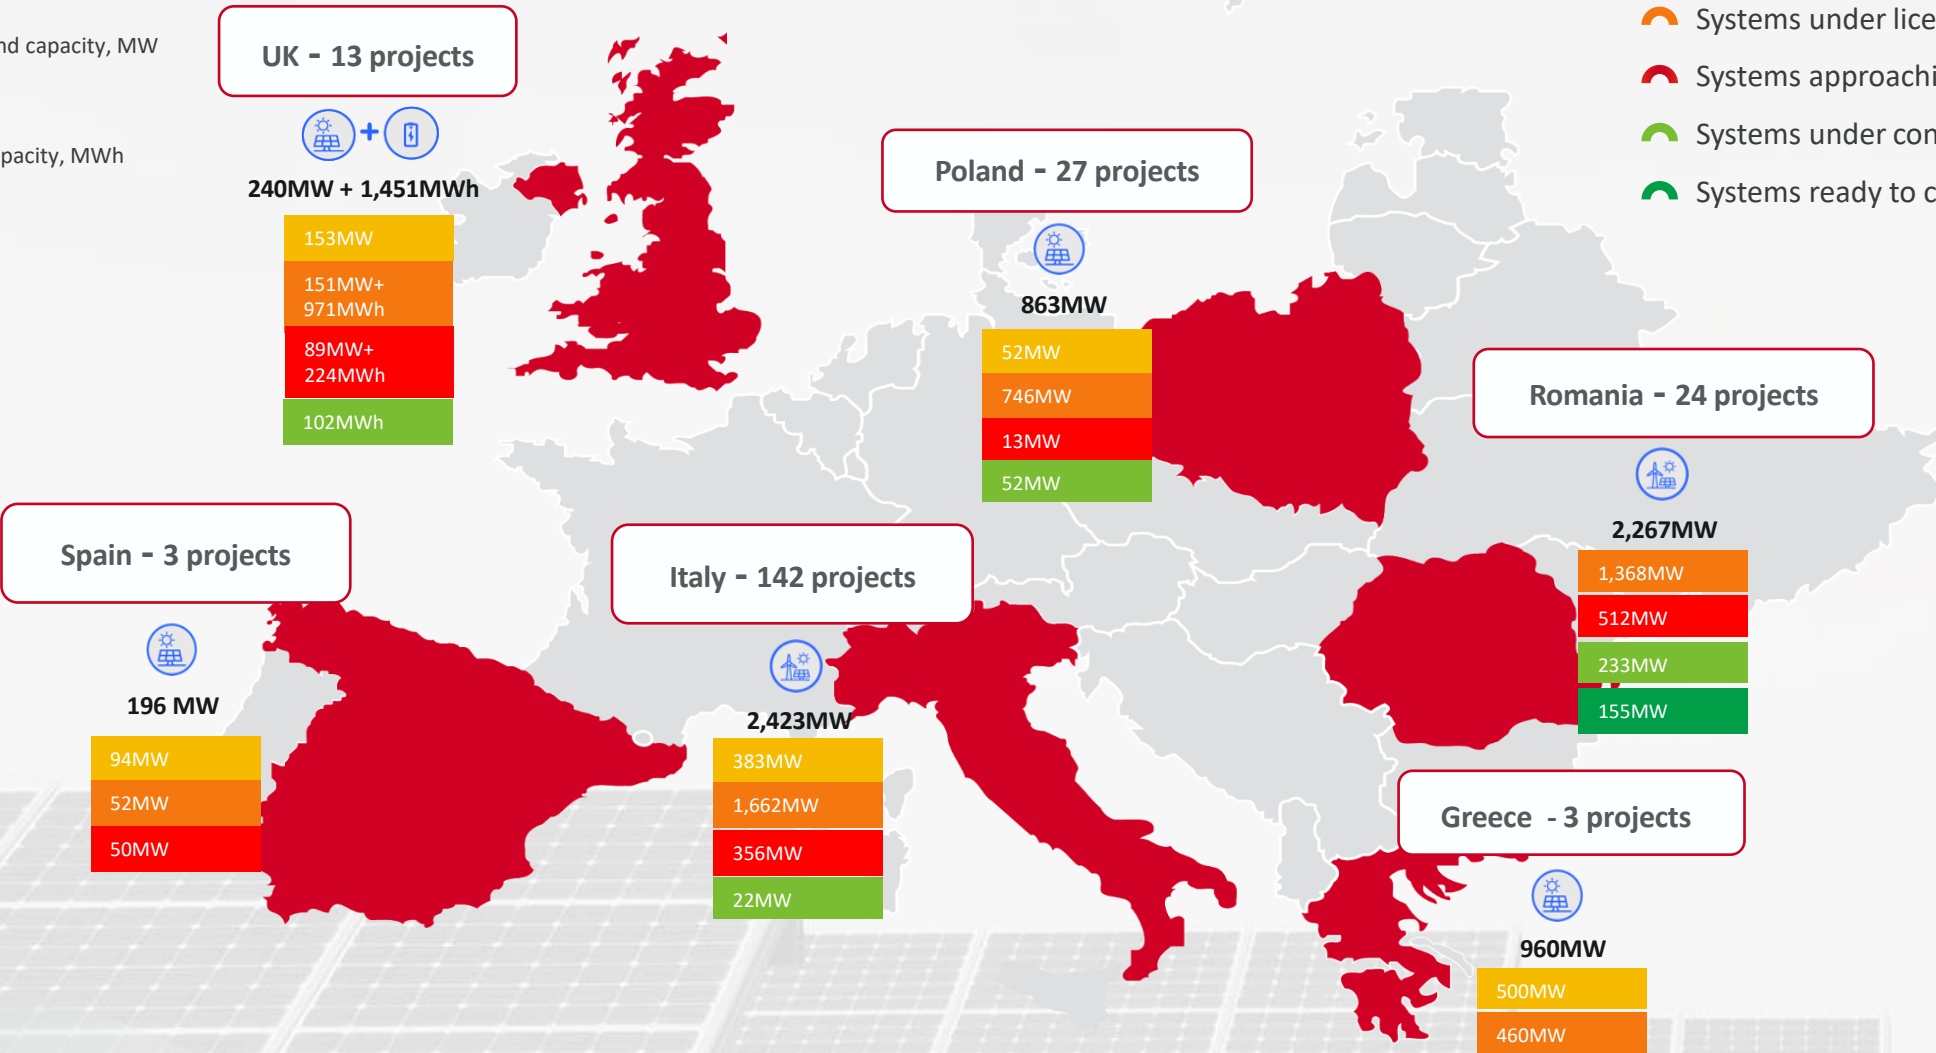 nd capacity, MW
pacity, MWh
UK - 13 projects
240MW + 1,451MWh
153MW
151MW+
971MWh
89MW+
224MWh
102MWh
Poland - 27 projects
863MW
52MW
746MW
13MW
52MW
Systems under lice
Systems approachi
Systems under con
Systems ready to c
Romania - 24 projects
2,267MW
1,368MW
512MW
233MW
155MW
Spain - 3 projects
196 MW
94MW
52MW
50MW
Italy - 142 projects
2,423MW
383MW
1,662MW
356MW
22MW
Greece - 3 projects
960MW
500MW
460MW